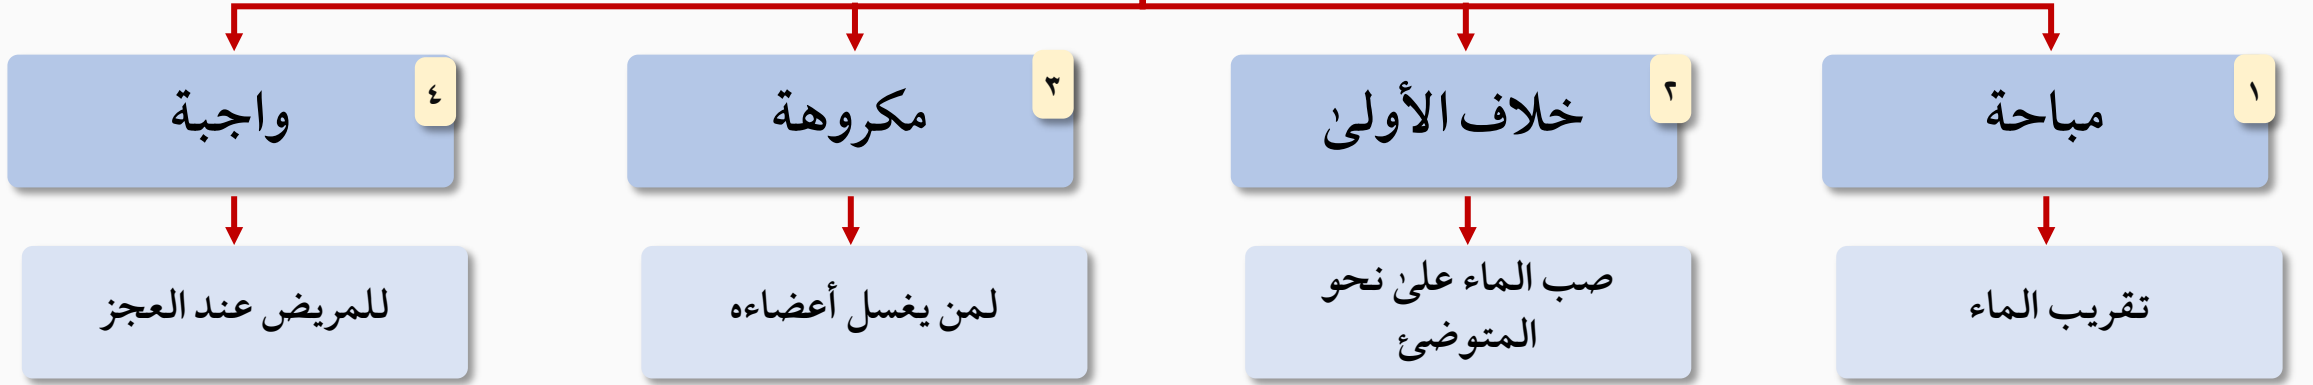 ١
مباحة
٢
خلاف الأولىٰ
٣
مكروهة
٤
واجبة
تقريب الماء
صب الماء علىٰ نحو
المتوضئ
لمن يغسل أعضاءه
للمريض عند العجز